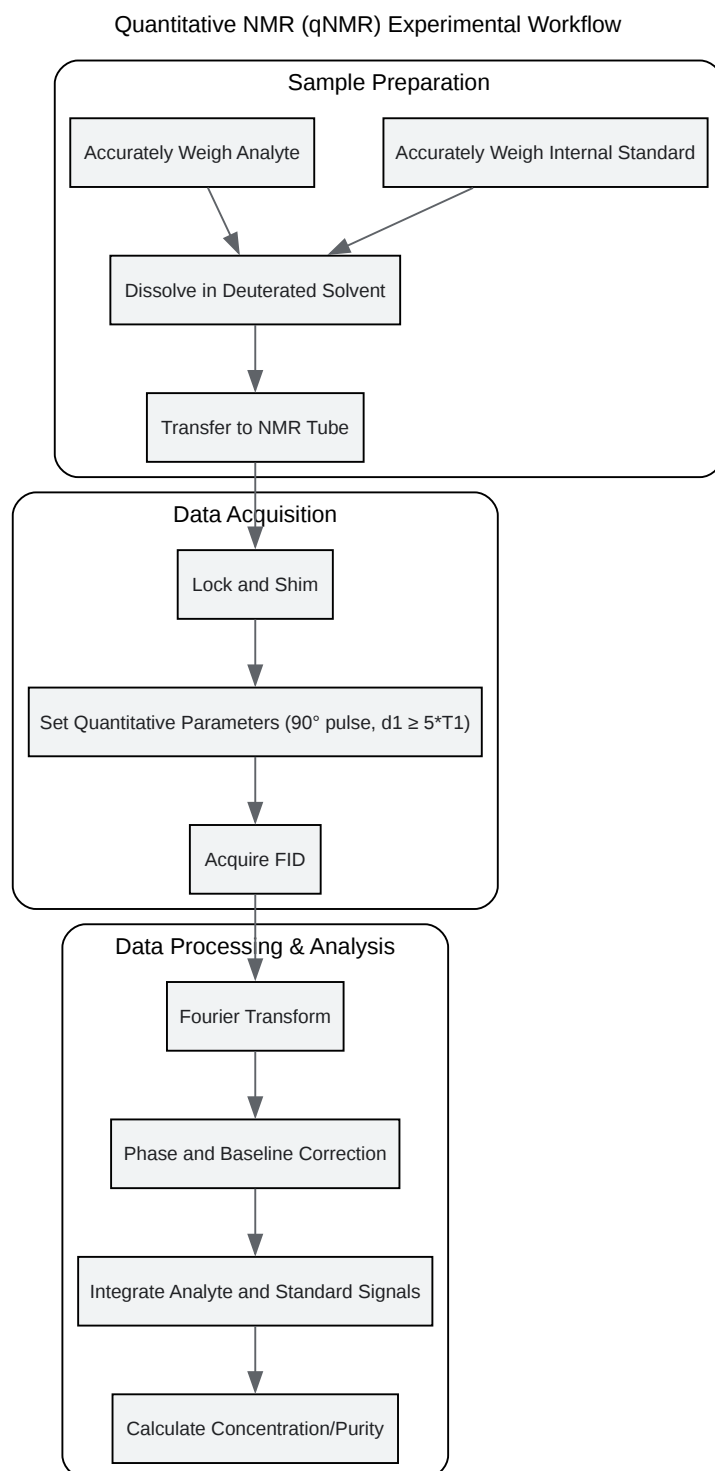 Quantitative NMR (qNMR) Experimental Workflow
Sample Preparation
Accurately Weigh Analyte
Accurately Weigh Internal Standard
Dissolve in Deuterated Solvent
Transfer to NMR Tube
Data Acquisition
Lock and Shim
Set Quantitative Parameters (90° pulse, d1 ≥ 5*T1)
Acquire FID
Data Processing & Analysis
Fourier Transform
Phase and Baseline Correction
Integrate Analyte and Standard Signals
Calculate Concentration/Purity